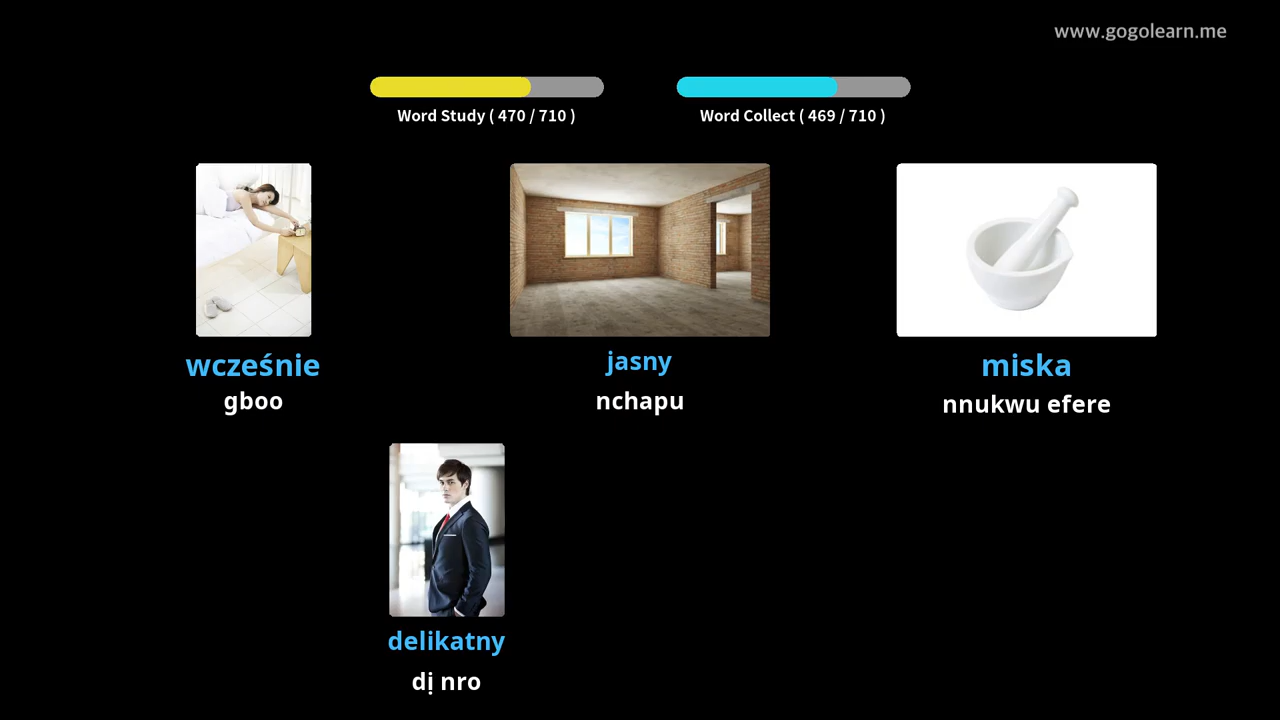 www.gogolearn.me
Word Study ( 470 / 710 )
Word Collect ( 469 / 710 )
wcześnie
gboo
jasny
nchapu
miska
nnukwu efere
delikatny
dị nro